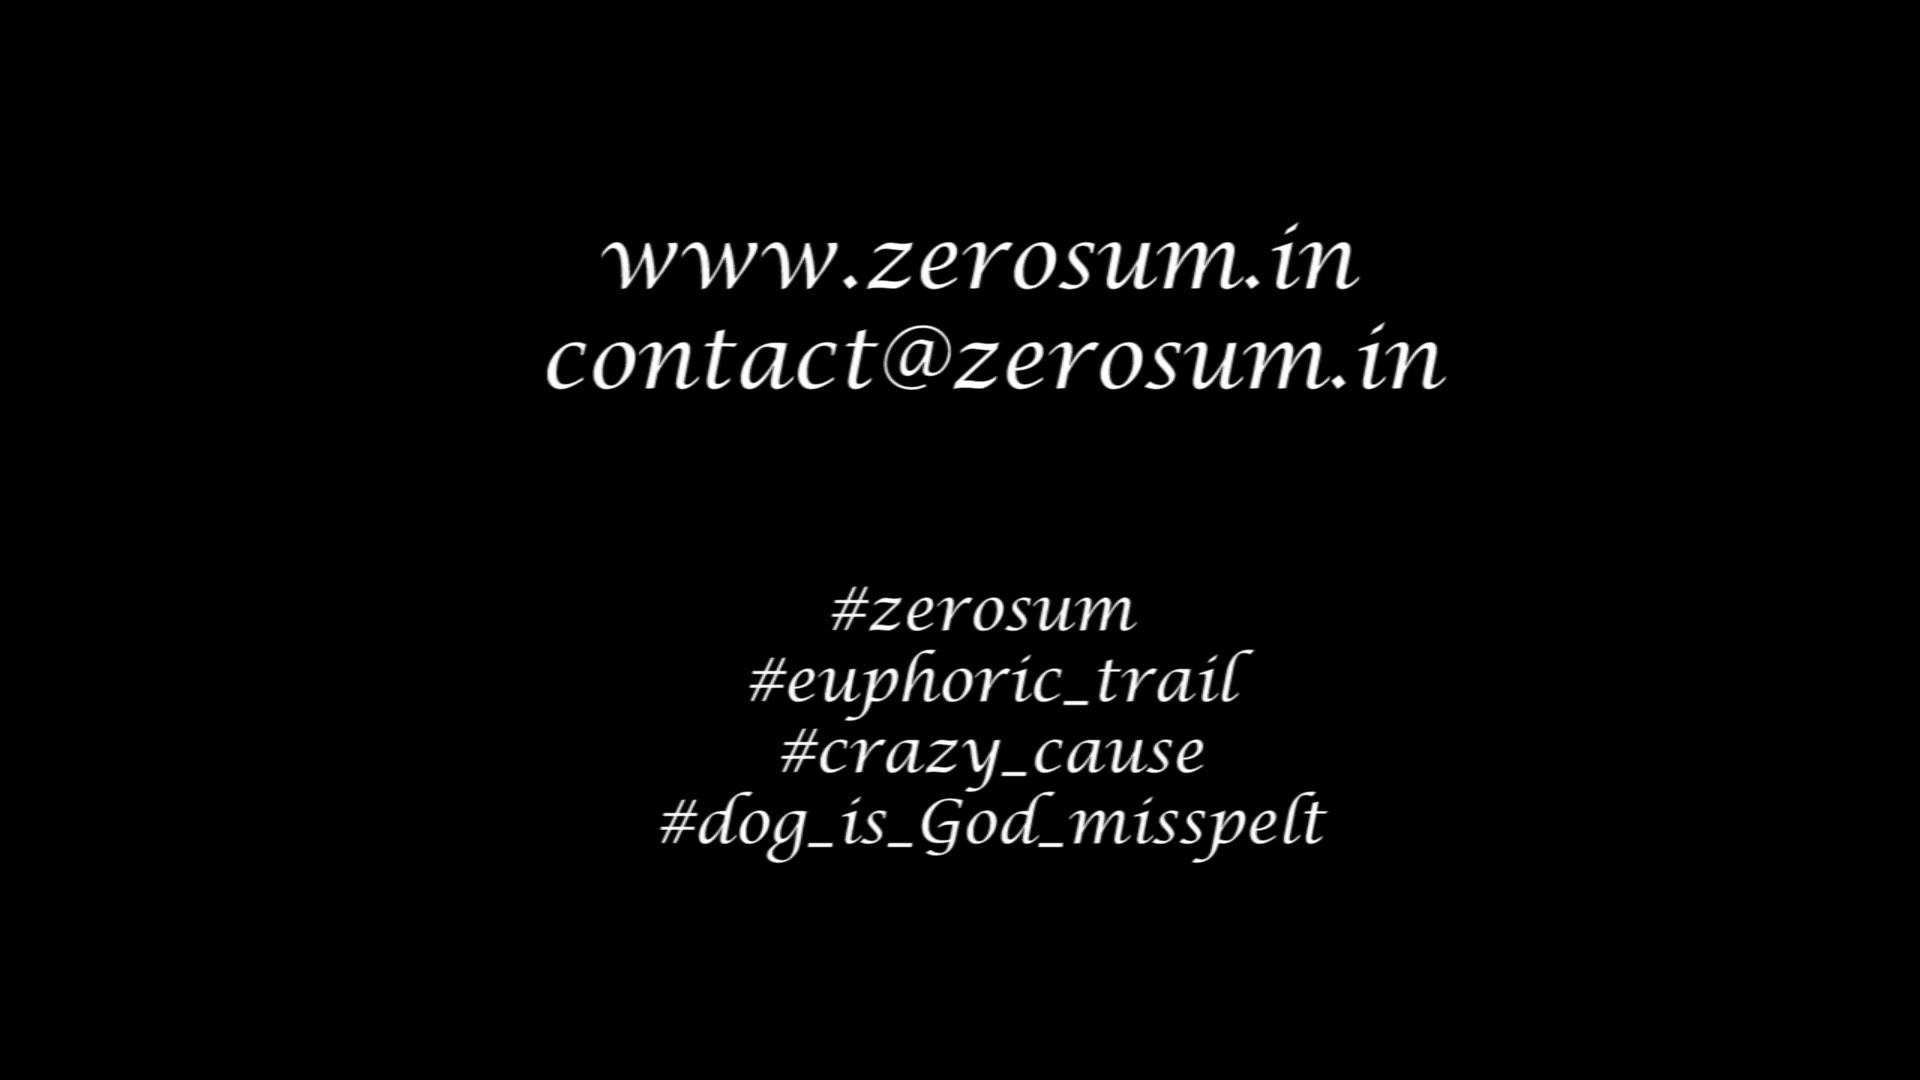 www.zerosum.in
contact@zerosum.in
#zerosum
#euphoric_trail
#crazy_cause
#dog_is_God_misspelt